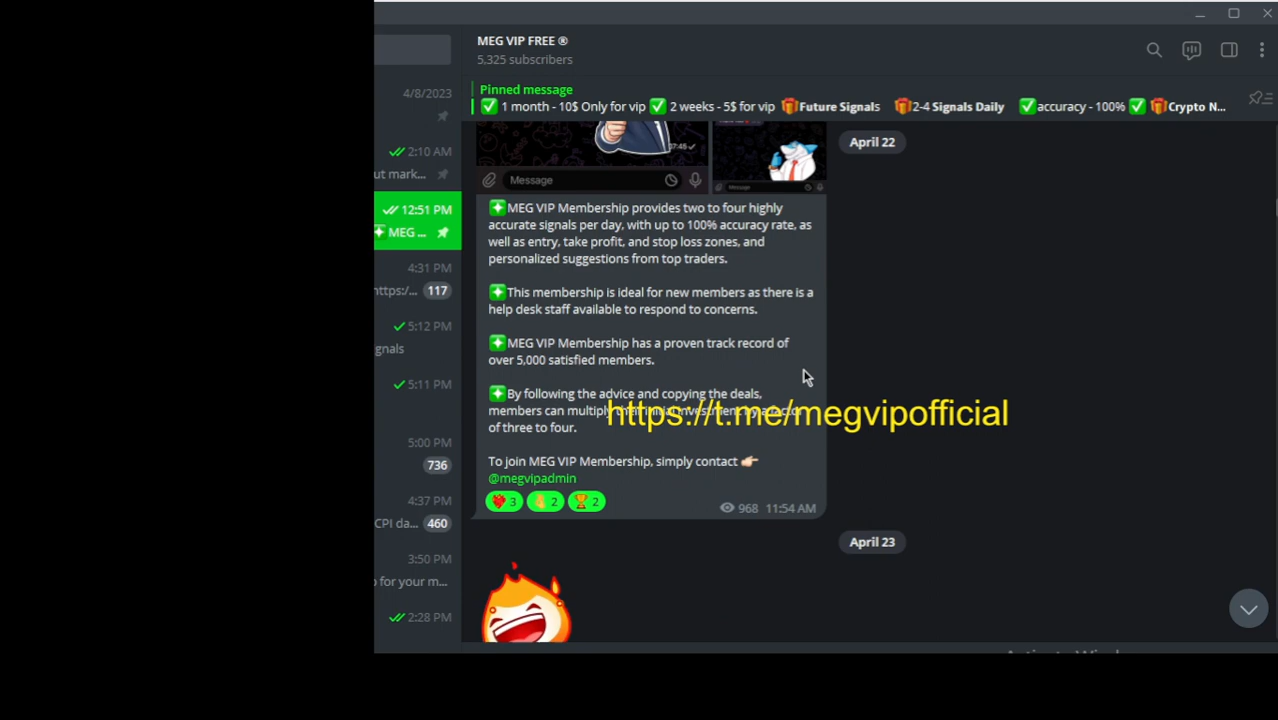 MEG VIP FREE ®
5,325 subscribers
Pinned message
✅ 1 month - 10$ Only for vip ✅ 2 weeks - 5$ for vip 🎁Future Signals 🎁2-4 Signals Daily ✅accuracy - 100% ✅ 🎁Crypto N...
4/8/2023
2:10 AM
ut mark...
12:51 PM
MEG ...
4:31 PM
https:/... 117
5:12 PM
gnals
5:11 PM
5:00 PM
736
4:37 PM
CPI da... 460
3:50 PM
o for your m...
2:28 PM
April 22
07:46
Message
Message
MEG VIP Membership provides two to four highly
accurate signals per day, with up to 100% accuracy rate, as
well as entry, take profit, and stop loss zones, and
personalized suggestions from top traders.
This membership is ideal for new members as there is a
help desk staff available to respond to concerns.
MEG VIP Membership has a proven track record of
over 5,000 satisfied members.
By following the advice and copying the deals,
members can multiply their initial investment by a factor
of three to four.
https://t.me/megvipofficial
To join MEG VIP Membership, simply contact 👉🏻
@megvipadmin
3 2 2
968 11:54 AM
April 23